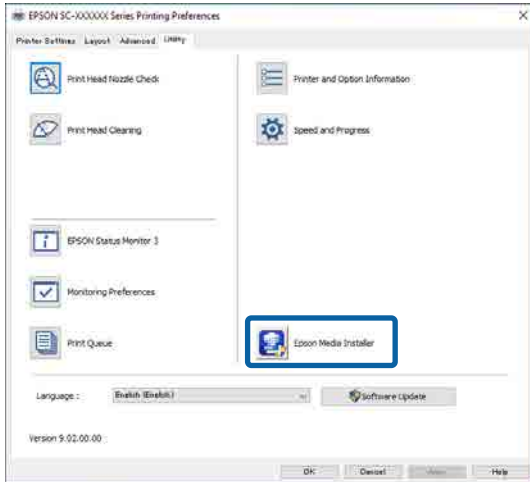 EPSON SC-XXXXXX Series Printing Preferences
Printer Settings Layout Advanced Utility
Print Head Nozzle Check
Printer and Option Information
Print Head Cleaning
Speed and Progress
EPSON Status Monitor 3
Monitoring Preferences
Print Queue
Epson Media Installer
Language : English (English)
Software Update
Version 9.02.00.00
OK Cancel Help